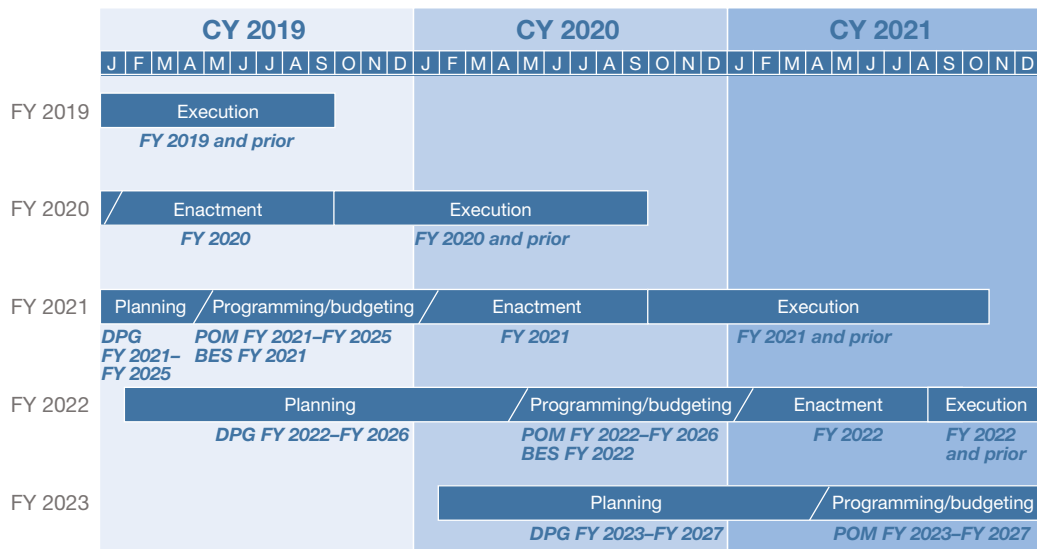 CY 2019 CY 2020 CY 2021
J F M A M J J A S O N D J F M A M J J A S O N D J F M A M J J A S O N D
FY 2019 Execution
FY 2019 and prior
FY 2020 Enactment Execution
FY 2020 FY 2020 and prior
FY 2021 Planning Programming/budgeting Enactment Execution
DPG POM FY 2021–FY 2025 FY 2021 FY 2021 and prior
FY 2021– BES FY 2021
FY 2025
FY 2022 Planning Programming/budgeting Enactment Execution
DPG FY 2022–FY 2026 POM FY 2022–FY 2026 FY 2022 FY 2022
BES FY 2022 and prior
FY 2023 Planning Programming/budgeting
DPG FY 2023–FY 2027 POM FY 2023–FY 2027